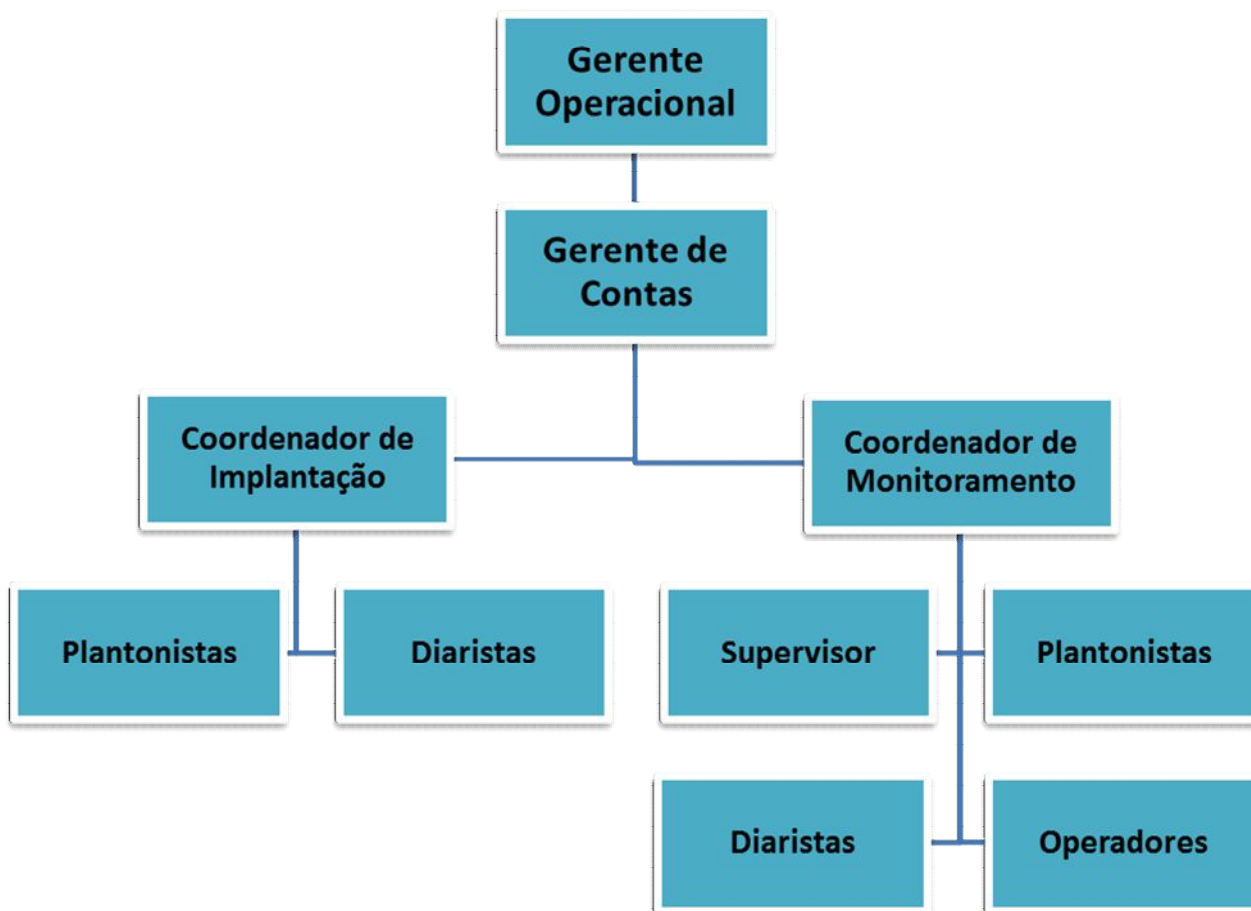 Gerente
Operacional
Gerente de
Contas
Coordenador de
Implantação
Coordenador de
Monitoramento
Plantonistas
Diaristas
Supervisor
Plantonistas
Diaristas
Operadores